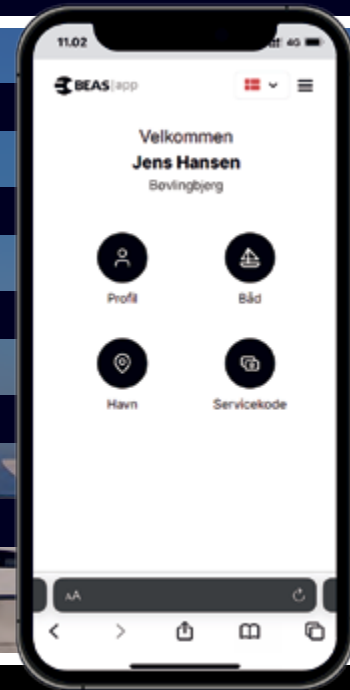 11.02
4G
BEAS|app
Velkommen
Jens Hansen
Bøvlingbjerg
Profil
Båd
Havn
Servicekode
AA